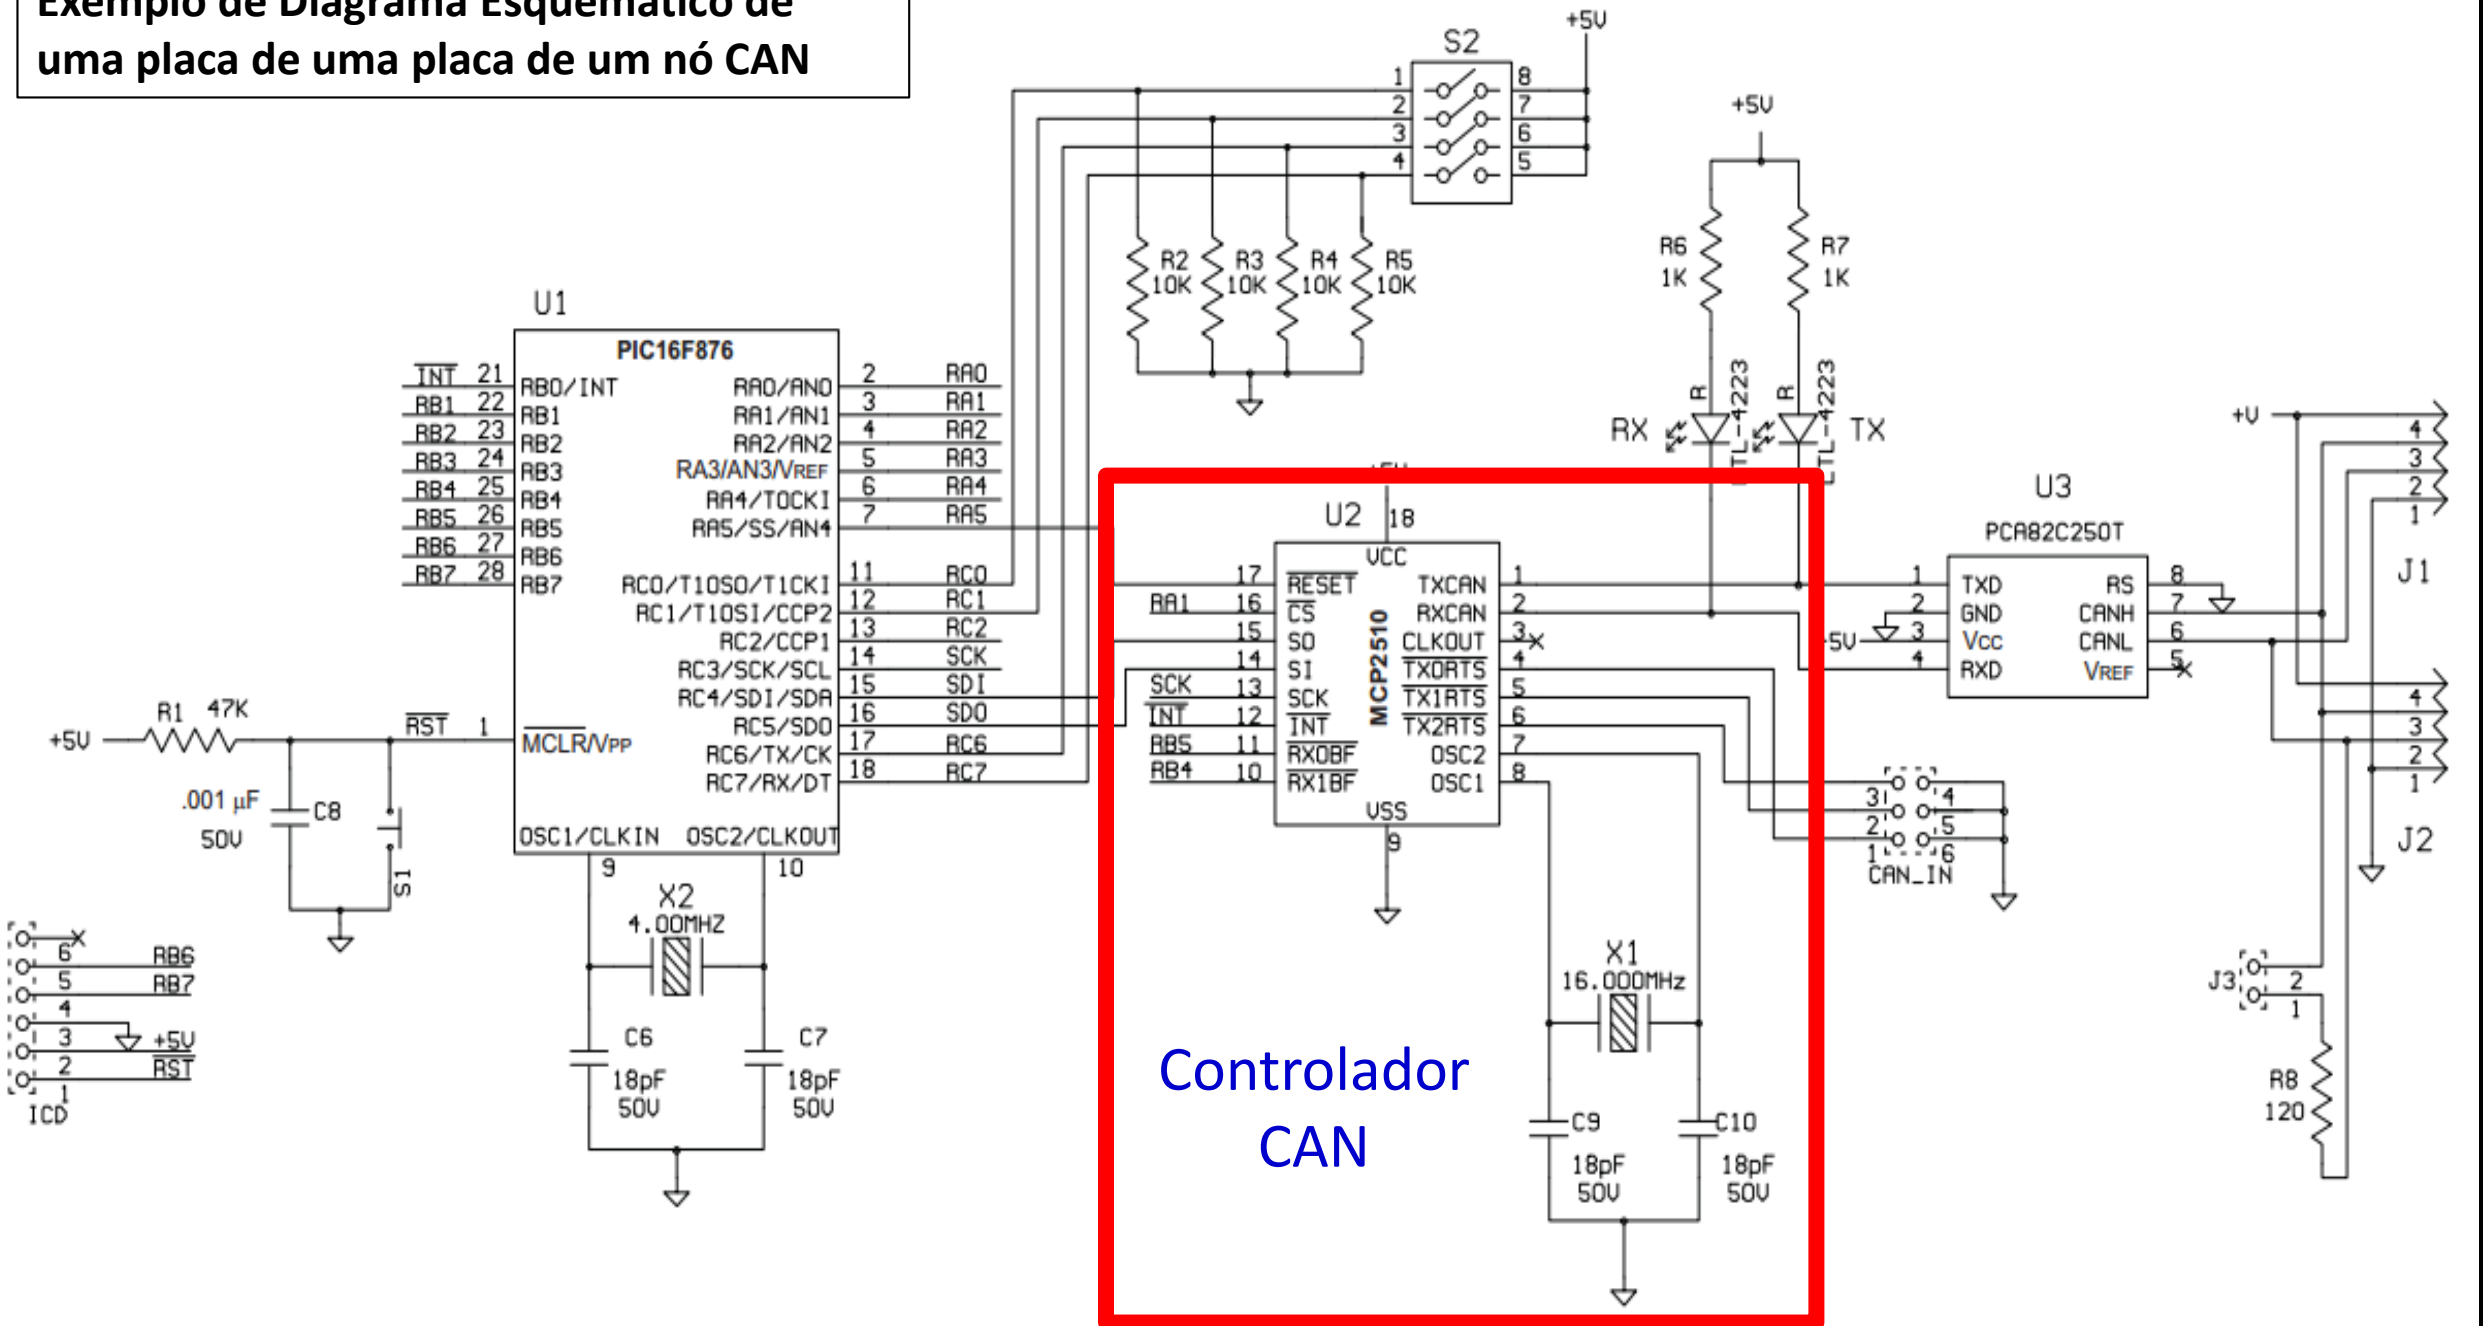 Exemplo de Diagrama Esquemático de
uma placa de uma placa de um nó CAN
+5V
S2
1 8
2 7
3 6
4 5
+5V
R2
10K
R3
10K
R4
10K
R5
10K
R6
1K
R7
1K
R
LTL-4223
R
LTL-4223
RX
TX
U1
PIC16F876
INT 21 RB0/INT
RB1 22 RB1
RB2 23 RB2
RB3 24 RB3
RB4 25 RB4
RB5 26 RB5
RB6 27 RB6
RB7 28 RB7
RA0/AN0 2 RA0
RA1/AN1 3 RA1
RA2/AN2 4 RA2
RA3/AN3/VREF 5 RA3
RA4/TOCKI 6 RA4
RA5/SS/AN4 7 RA5
RC0/T1OSO/T1CKI 11 RC0
RC1/T1OSI/CCP2 12 RC1
RC2/CCP1 13 RC2
RC3/SCK/SCL 14 SCK
RC4/SDI/SDA 15 SDI
RC5/SDO 16 SDO
RC6/TX/CK 17 RC6
RC7/RX/DT 18 RC7
RST 1 MCLR/VPP
OSC1/CLKIN OSC2/CLKOUT
9 10
+5V
R1 47K
.001 µF
50V
C8
S1
X2
4.00MHZ
C6
18pF
50V
C7
18pF
50V
6
5 RB6
4 RB7
3
2 +5V
1 RST
ICD
+5V
U2
18
VCC
MCP2510
17 RESET
RA1 16 CS
15 SO
14 SI
SCK 13 SCK
INT 12 INT
RB5 11 RX0BF
RB4 10 RX1BF
TXCAN 1
RXCAN 2
CLKOUT 3
TX0RTS 4
TX1RTS 5
TX2RTS 6
OSC2 7
OSC1 8
VSS
9
X1
16.000MHz
C9
18pF
50V
C10
18pF
50V
Controlador
CAN
U3
PCA82C250T
1 TXD
2 GND
5V 3 Vcc
4 RXD
RS 8
CANH 7
CANL 6
VREF 5
3 4
2 5
1 6
CAN_IN
+V
4
3
2
1
J1
4
3
2
1
J2
J3
2
1
R8
120